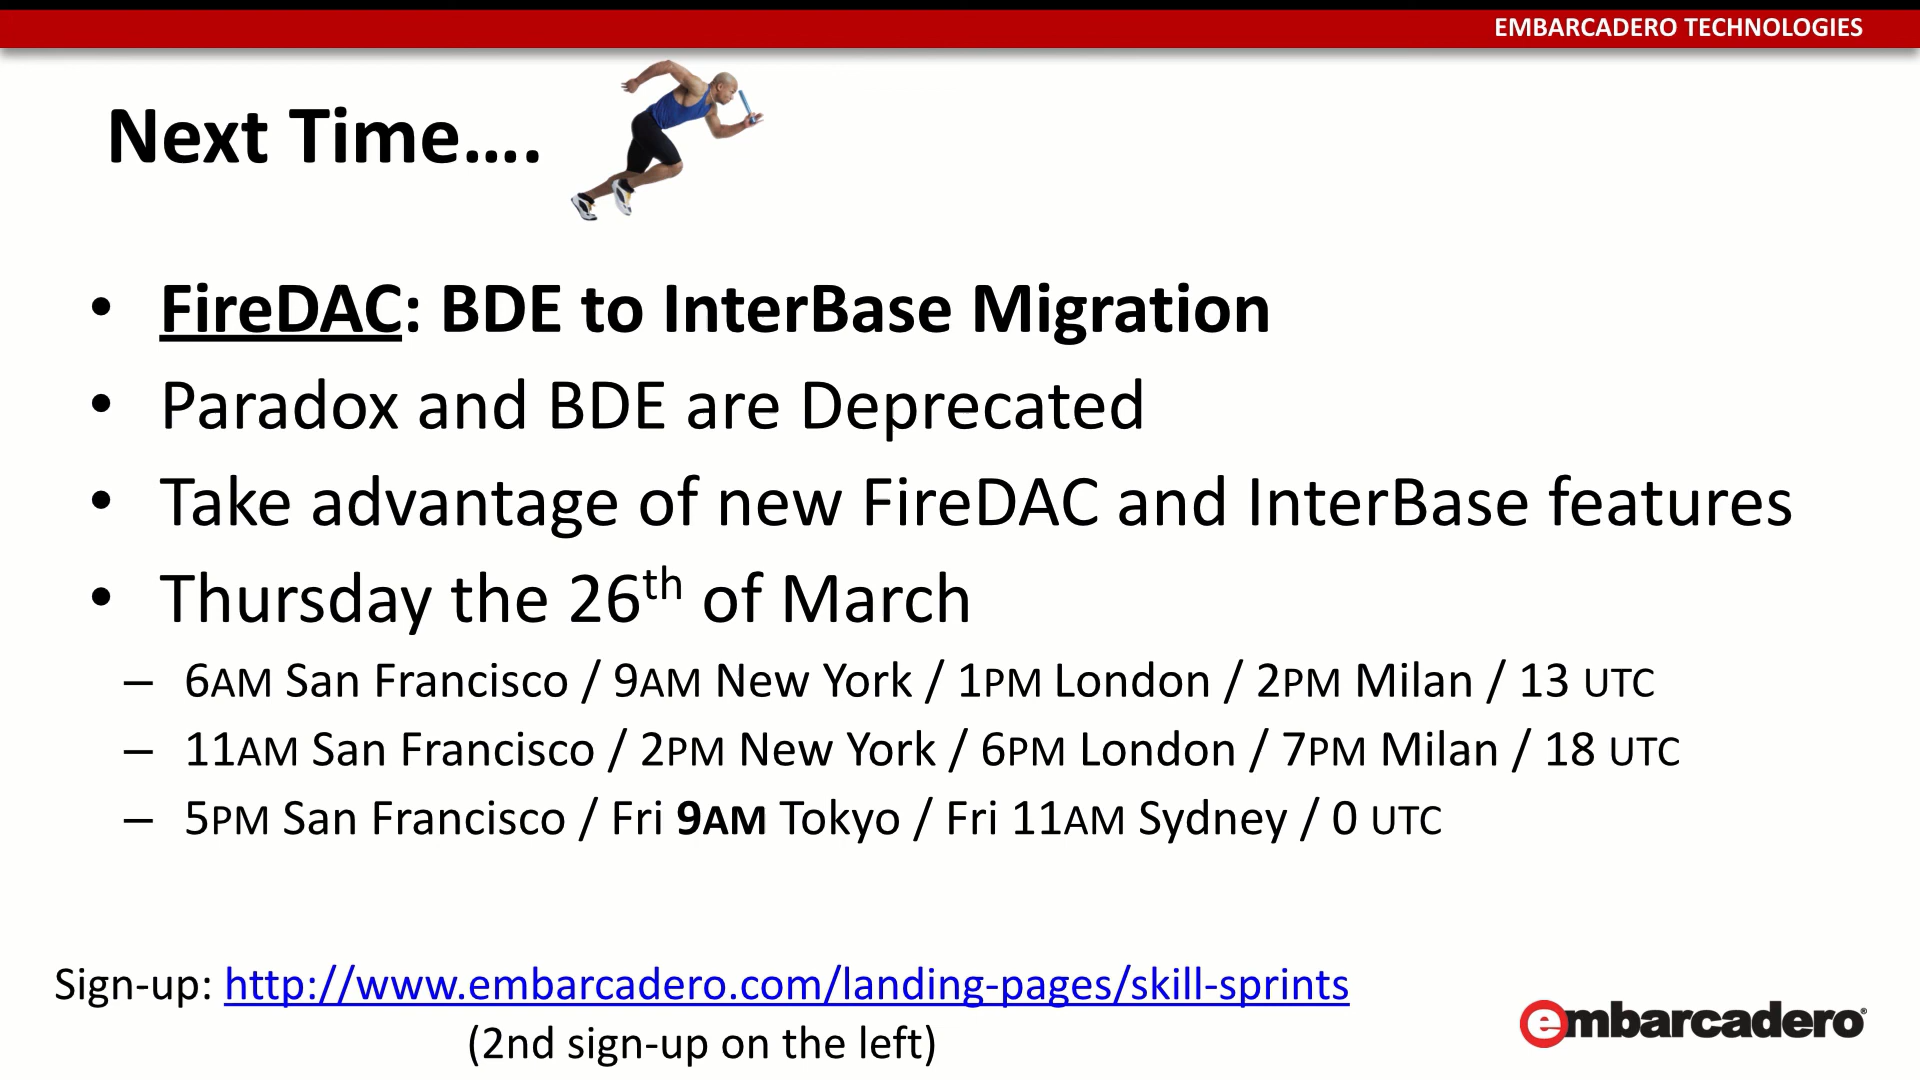 EMBARCADERO TECHNOLOGIES
Next Time….
• FireDAC: BDE to InterBase Migration
• Paradox and BDE are Deprecated
• Take advantage of new FireDAC and InterBase features
• Thursday the 26th of March
– 6AM San Francisco / 9AM New York / 1PM London / 2PM Milan / 13 UTC
– 11AM San Francisco / 2PM New York / 6PM London / 7PM Milan / 18 UTC
– 5PM San Francisco / Fri 9AM Tokyo / Fri 11AM Sydney / 0 UTC
Sign-up: http://www.embarcadero.com/landing-pages/skill-sprints
(2nd sign-up on the left)
embarcadero®